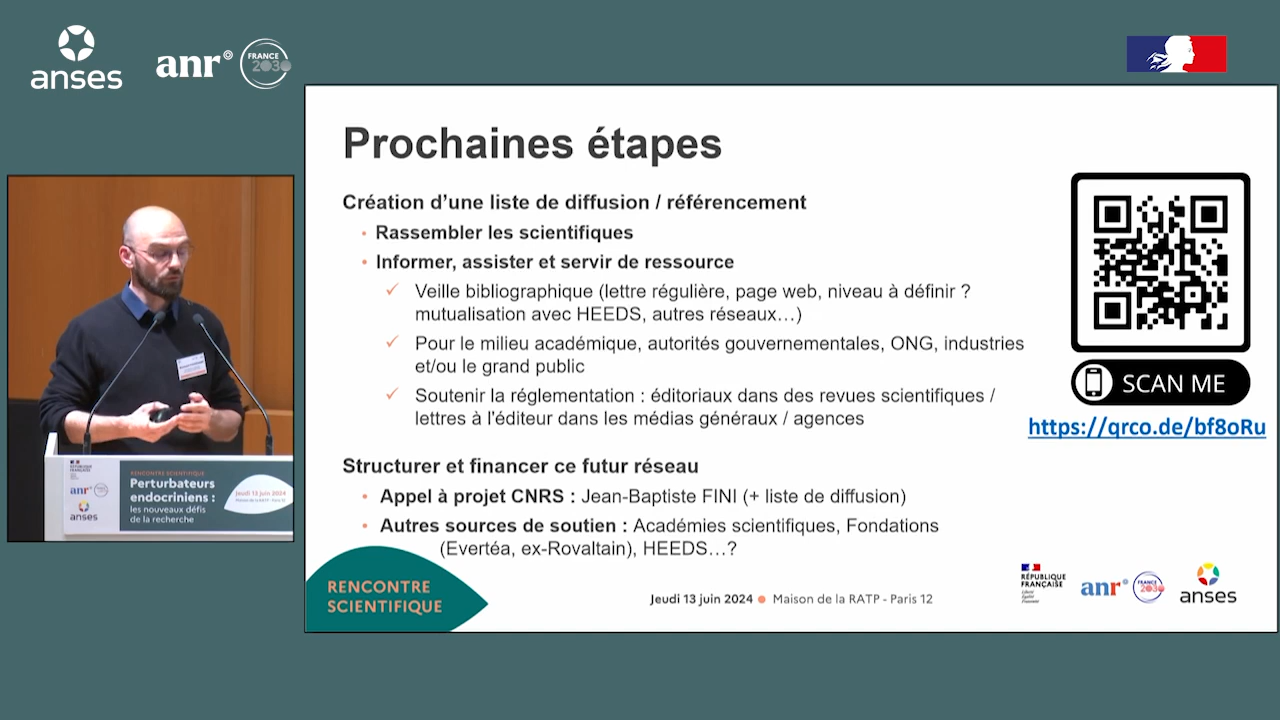 anses
anr
FRANCE
2030
Prochaines étapes
Création d'une liste de diffusion / référencement
• Rassembler les scientifiques
• Informer, assister et servir de ressource
✓ Veille bibliographique (lettre régulière, page web, niveau à définir ?
mutualisation avec HEEDS, autres réseaux…)
✓ Pour le milieu académique, autorités gouvernementales, ONG, industries
et/ou le grand public
✓ Soutenir la réglementation : éditoriaux dans des revues scientifiques /
lettres à l'éditeur dans les médias généraux / agences
Structurer et financer ce futur réseau
• Appel à projet CNRS : Jean-Baptiste FINI (+ liste de diffusion)
• Autres sources de soutien : Académies scientifiques, Fondations
(Evertéa, ex-Rovaltain), HEEDS…?
SCAN ME
https://qrco.de/bf8oRu
RENCONTRE
SCIENTIFIQUE
Jeudi 13 juin 2024 • Maison de la RATP - Paris 12
RÉPUBLIQUE
FRANÇAISE
Liberté
Égalité
Fraternité
anr
FRANCE
2030
anses
RÉPUBLIQUE
FRANÇAISE
anr
anses
RENCONTRE SCIENTIFIQUE
Perturbateurs
endocriniens :
les nouveaux défis
de la recherche
Jeudi 13 juin 2024
Maison de la RATP - Paris 12